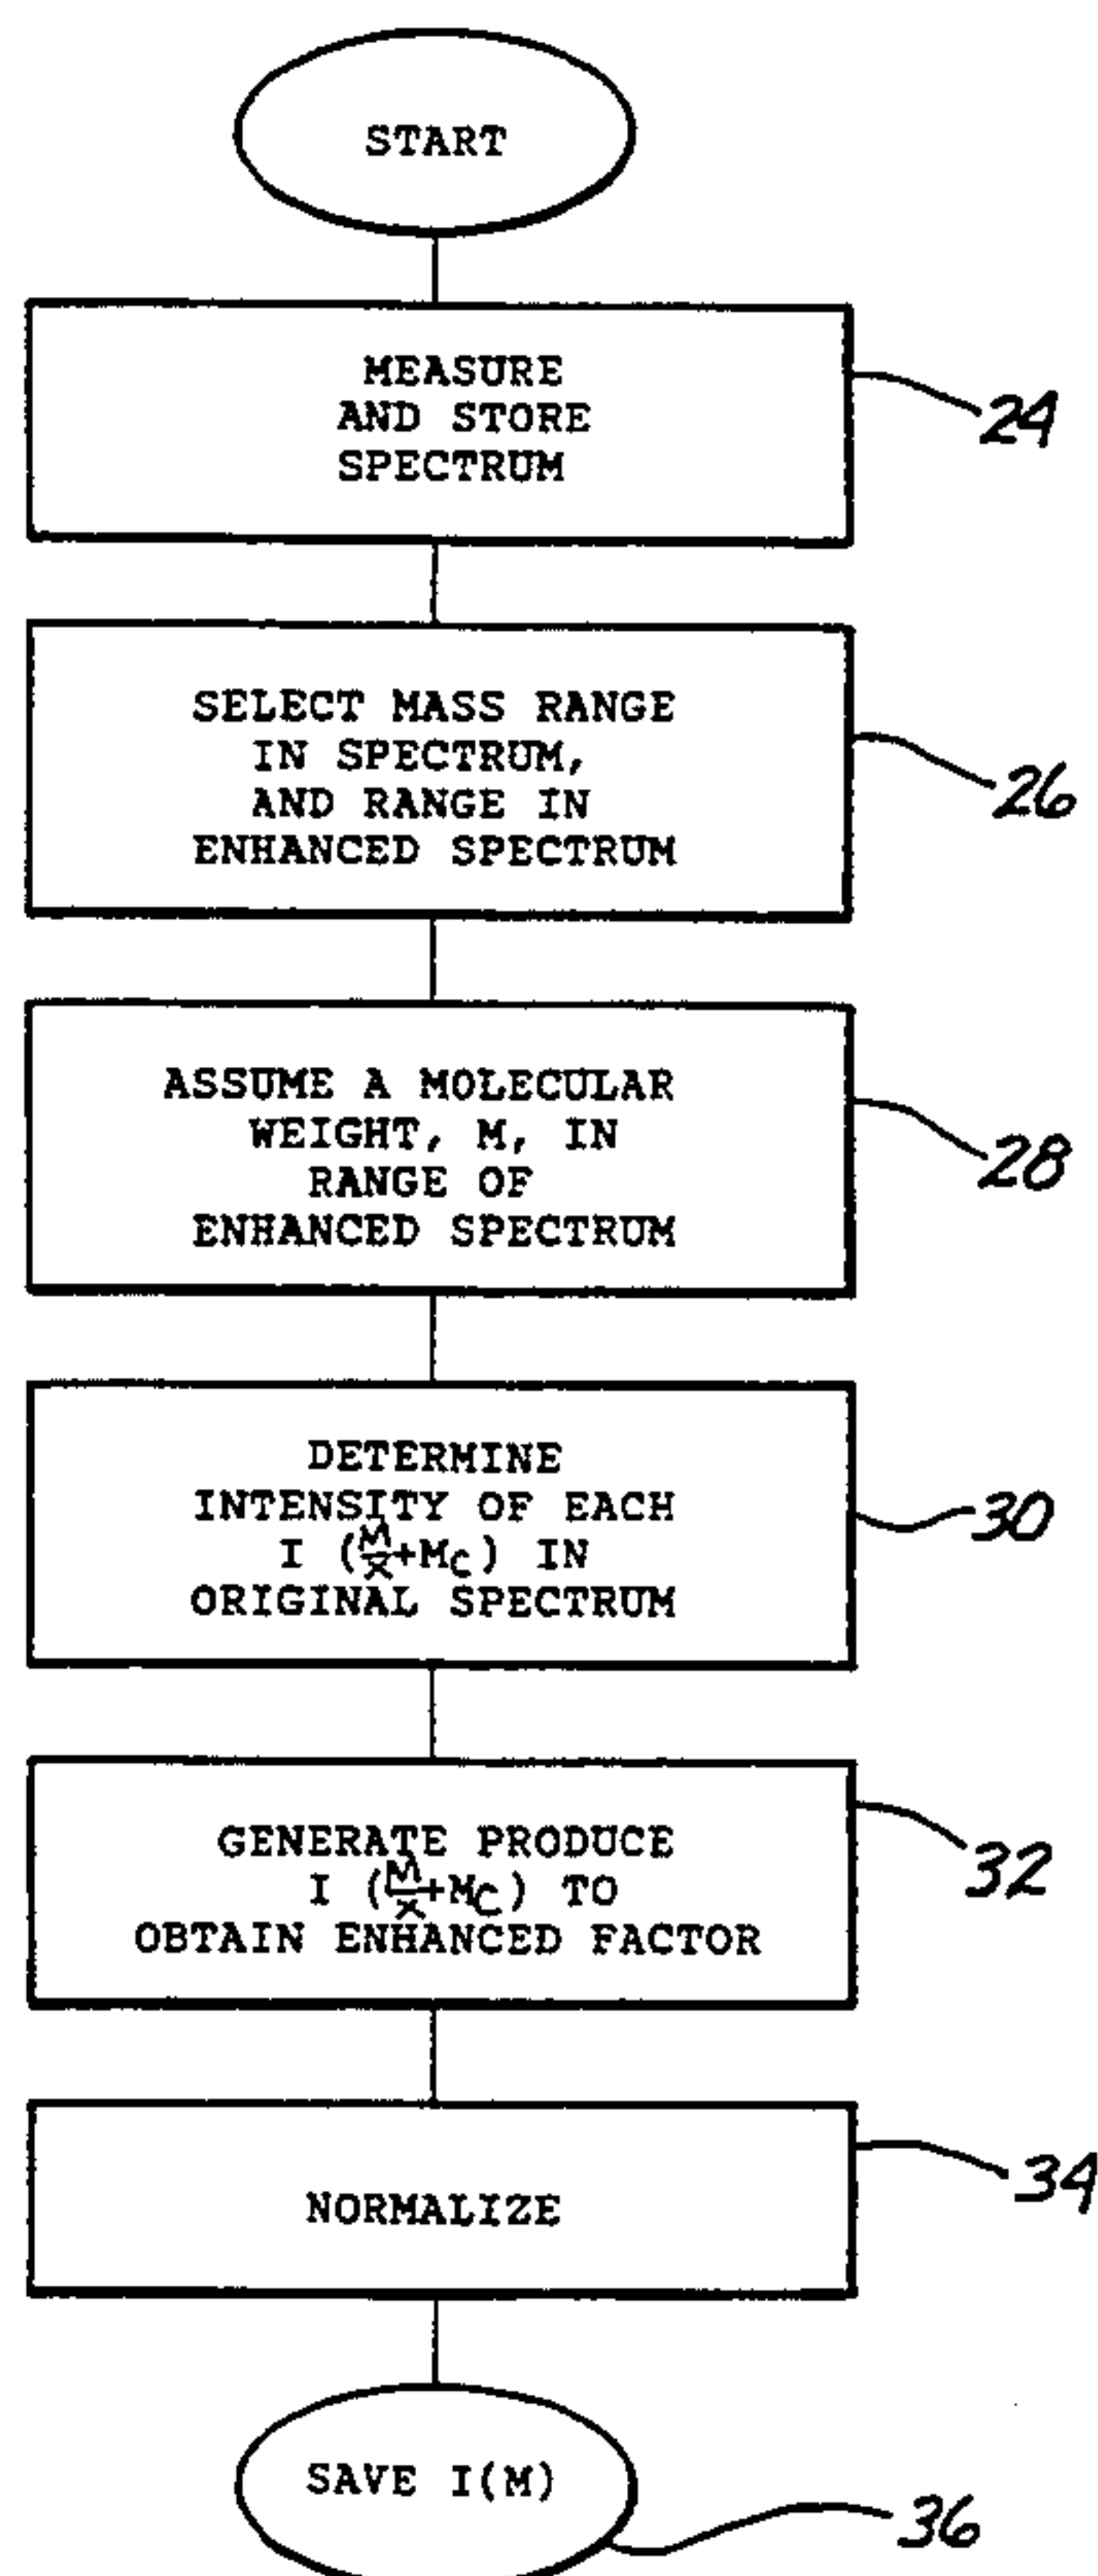 START
MEASURE
AND STORE
SPECTRUM
24
SELECT MASS RANGE
IN SPECTRUM,
AND RANGE IN
ENHANCED SPECTRUM
26
ASSUME A MOLECULAR
WEIGHT, M, IN
RANGE OF
ENHANCED SPECTRUM
28
DETERMINE
INTENSITY OF EACH
I (M/X+MC) IN
ORIGINAL SPECTRUM
30
GENERATE PRODUCE
I (M/X+MC) TO
OBTAIN ENHANCED FACTOR
32
NORMALIZE
34
SAVE I(M)
36